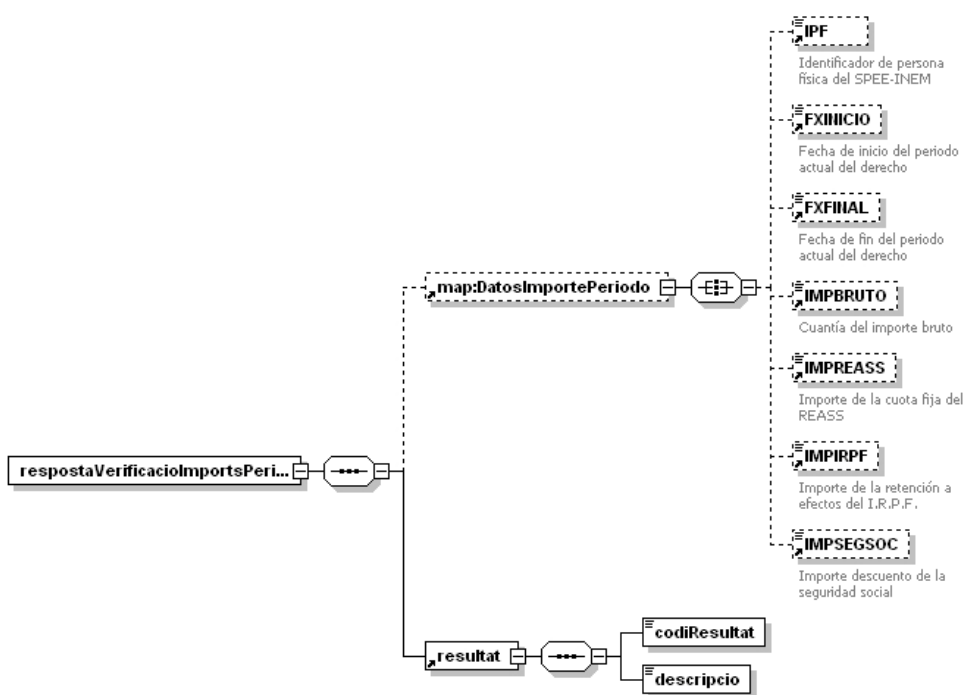 IPF
Identificador de persona
física del SPEE-INEM
FXINICIO
Fecha de inicio del periodo
actual del derecho
FXFINAL
Fecha de fin del periodo
actual del derecho
map:DatosImportePeriodo
IMPBRUTO
Cuantía del importe bruto
IMPREASS
Importe de la cuota fija del
REASS
respostaVerificacioImportsPeri...
IMPIRPF
Importe de la retención a
efectos del I.R.P.F.
IMPSEGSOC
Importe descuento de la
seguridad social
resultat
codiResultat
descripcio